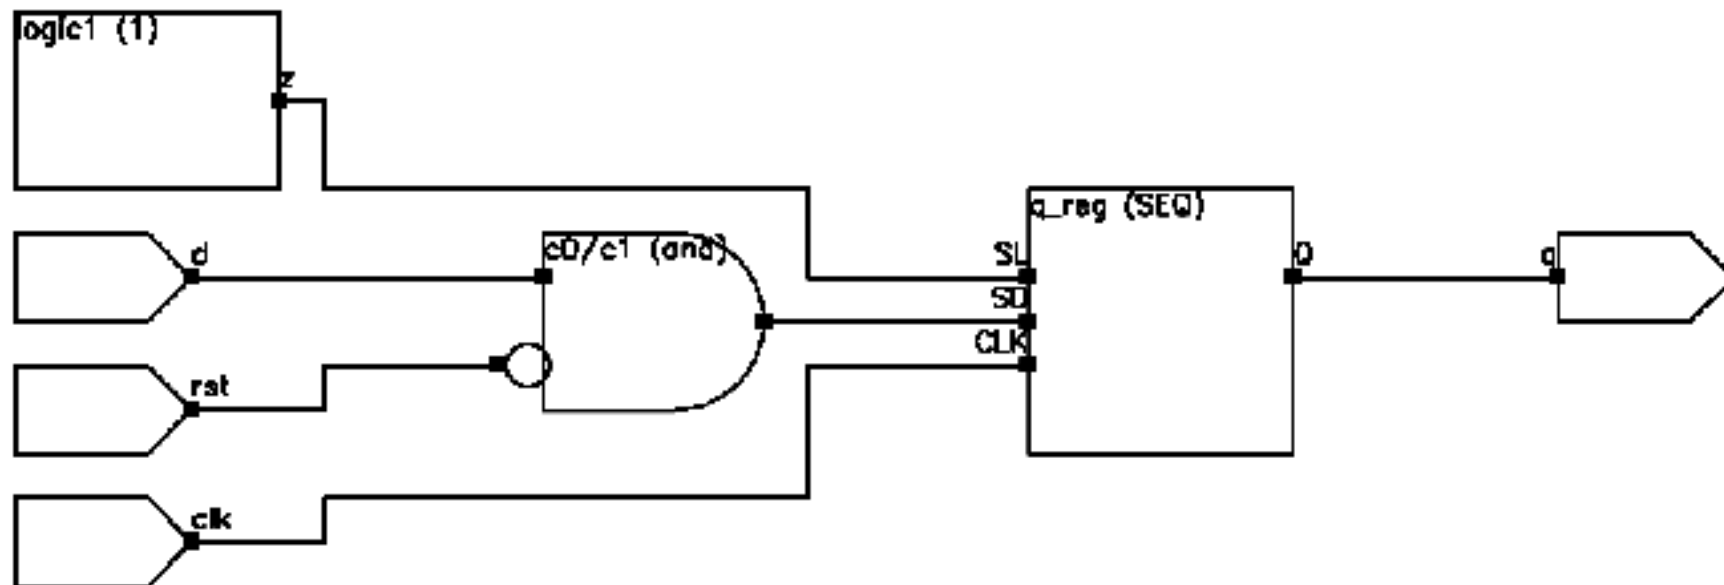 logic1 (1)
z
q_reg (SEQ)
d
c0/c1 (and)
SL
Q
q
SD
CLK
rst
clk